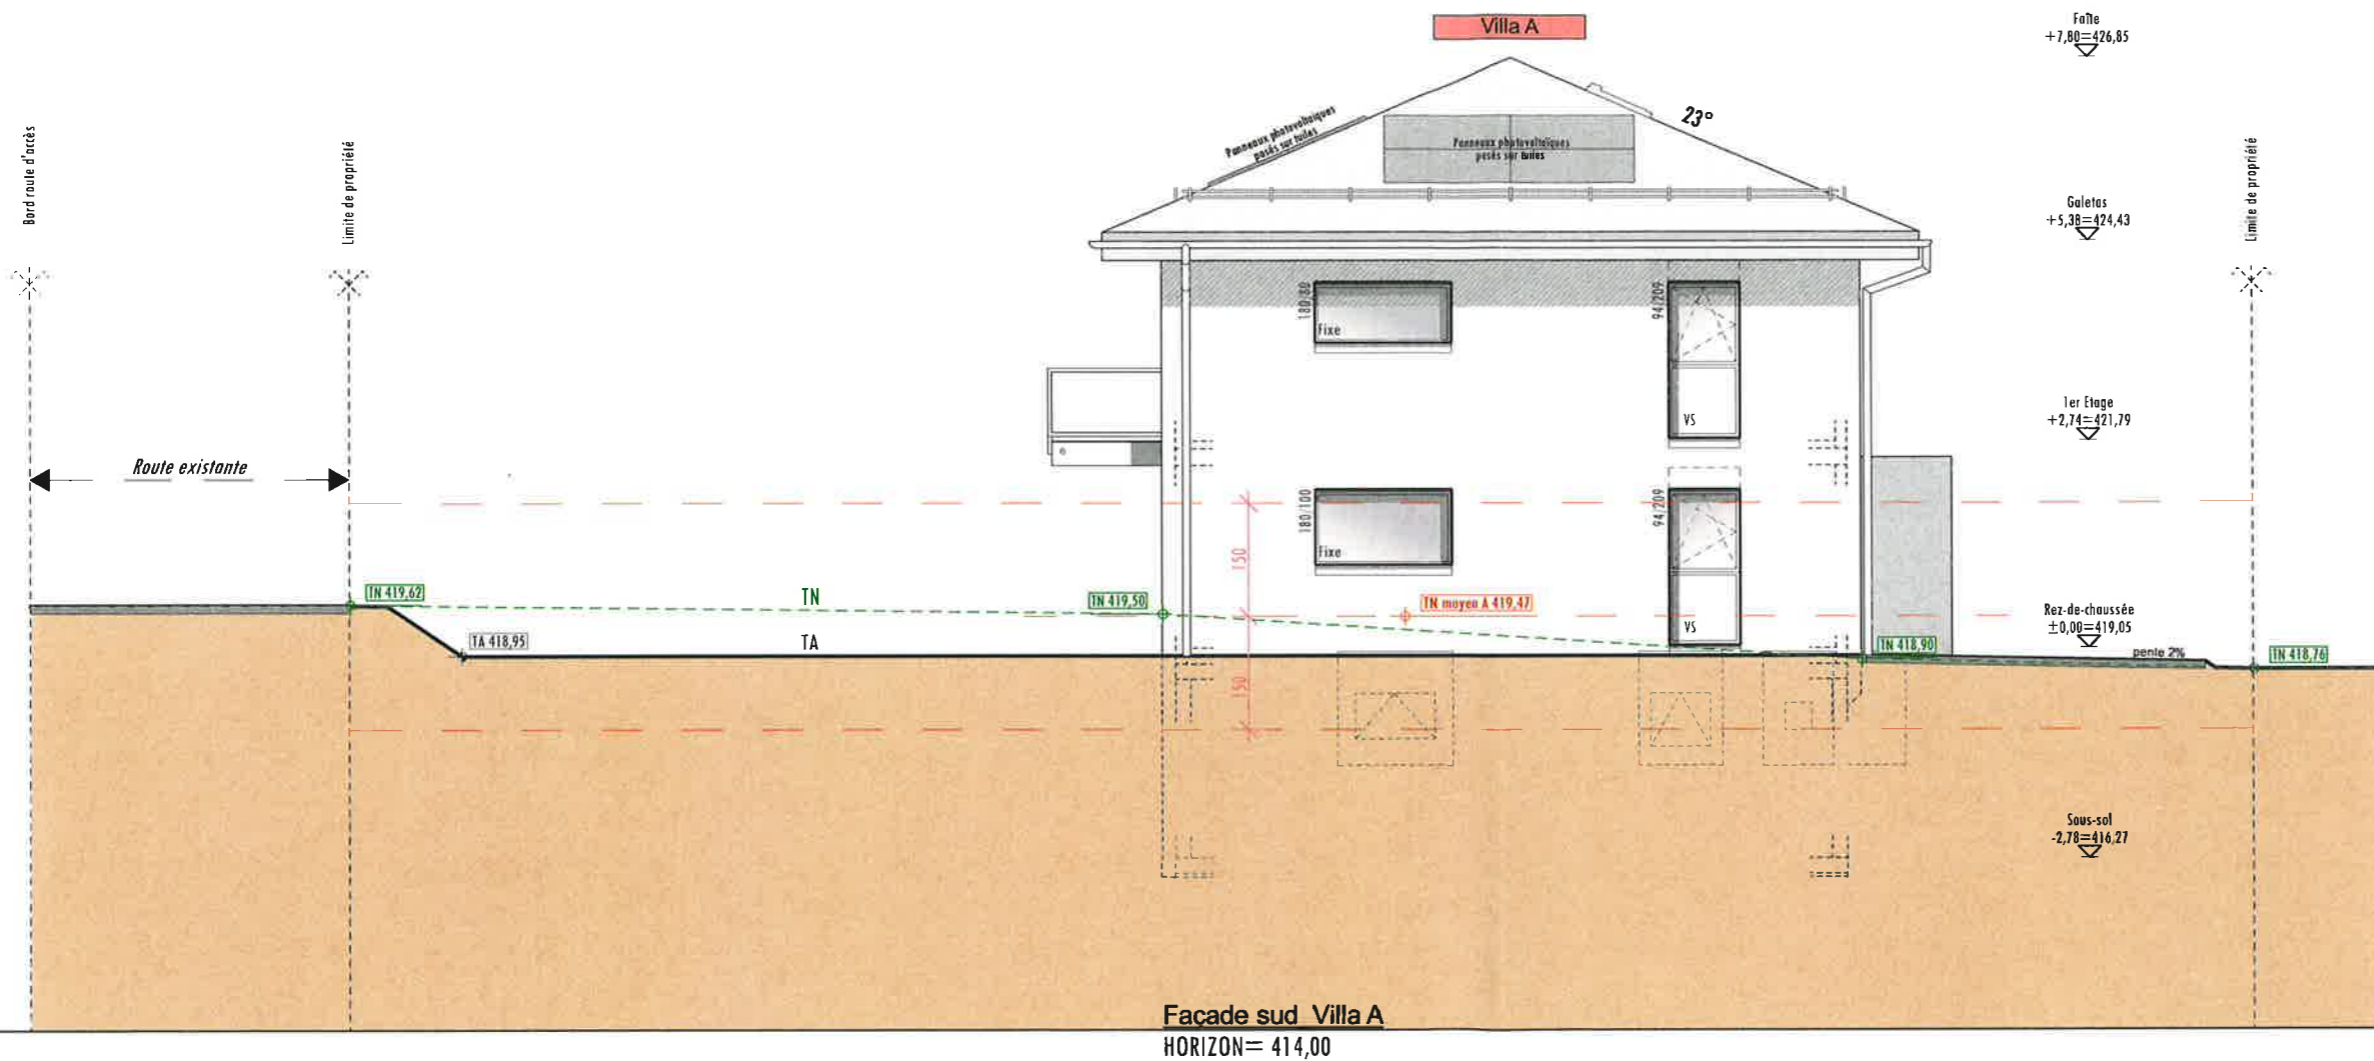 Villa A
Faîte
+7,80=426,85
Bord route d'accès
Limite de propriété
Panneaux photovoltaïques
posés sur tuiles
Panneaux photovoltaïques
posés sur tuiles
23°
Limite de propriété
Galetas
+5,38=424,43
180/80
Fixe
94/209
VS
1er Etage
+2,74=421,79
Route existante
180/100
Fixe
94/209
VS
150
150
TN 419,62
TN
TN 419,50
TN moyen A 419,47
Rez-de-chaussée
±0,00=419,05
TA 418,95
TA
TN 418,90
pente 2%
TN 418,76
Sous-sol
-2,78=416,27
Façade sud Villa A
HORIZON= 414,00